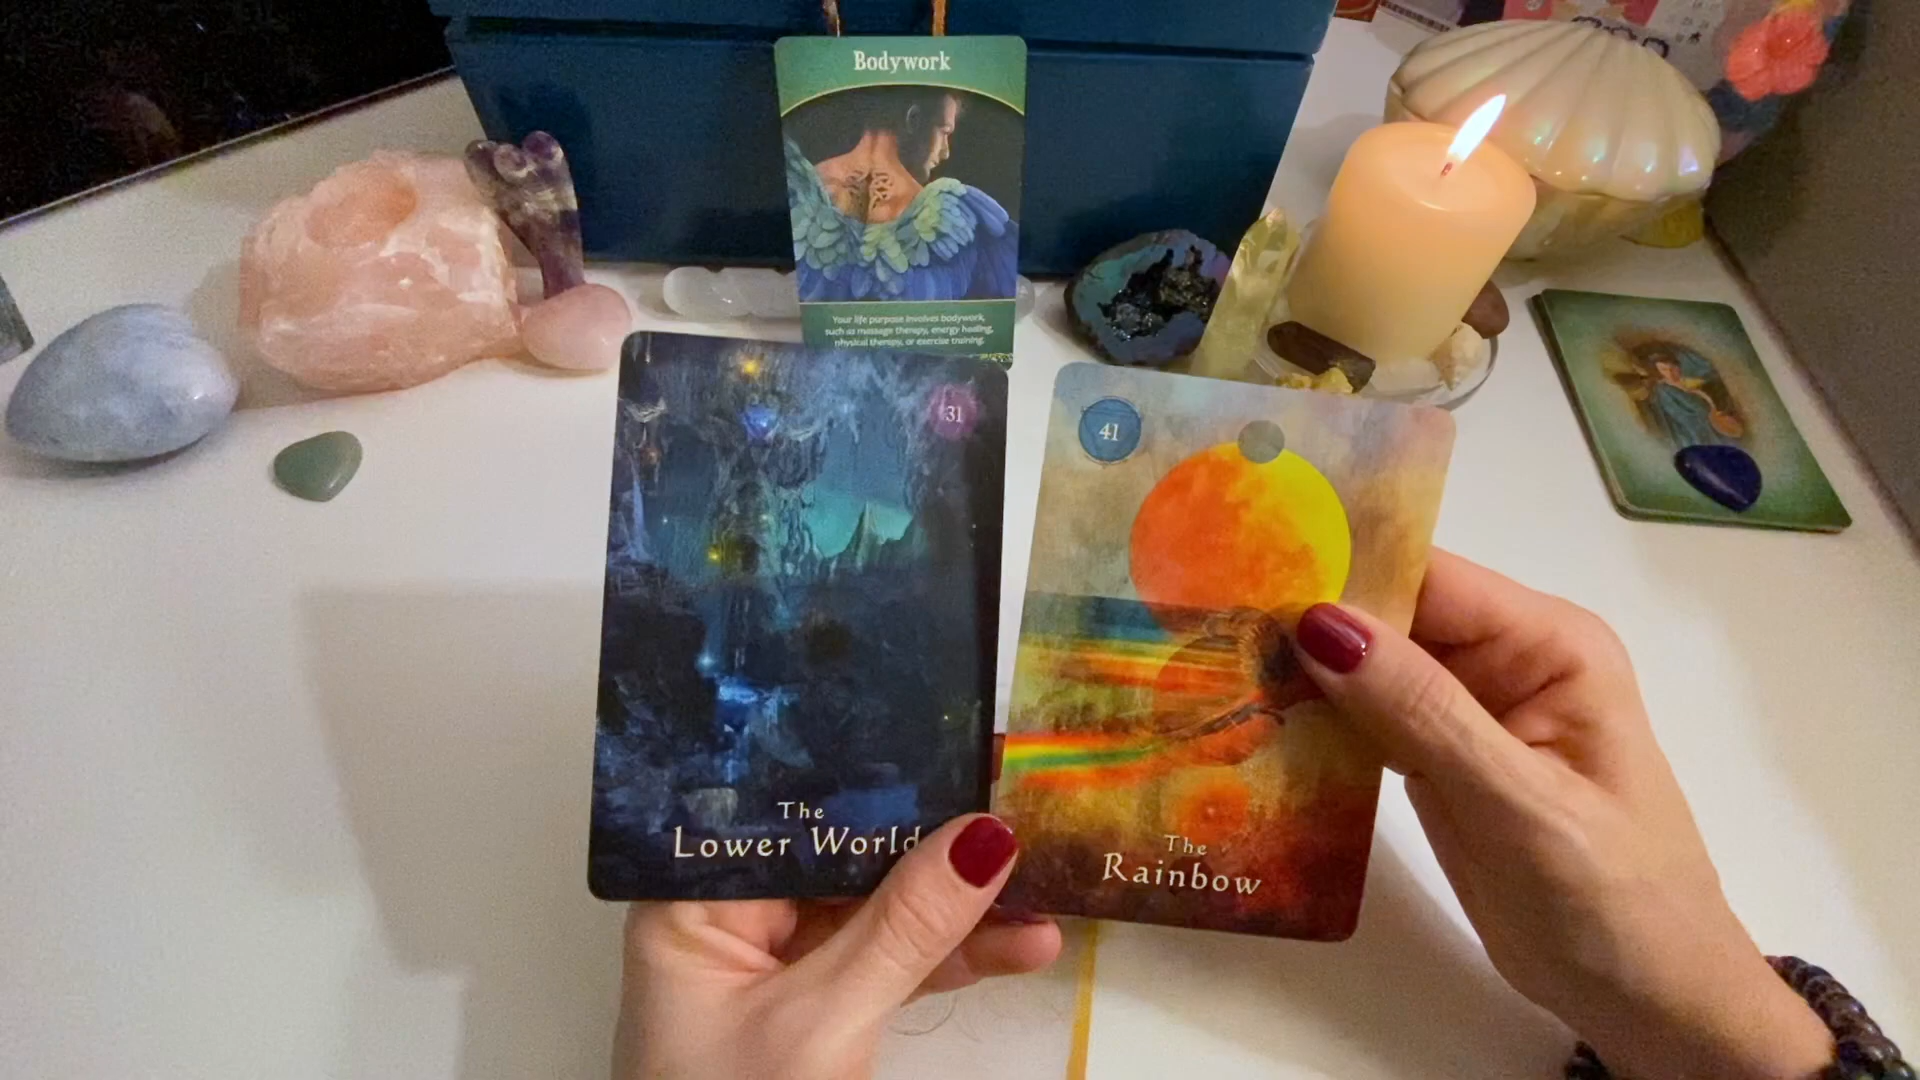 Bodywork
Your life purpose involves bodywork,
such as massage therapy, energy healing,
physical therapy, or exercise training.
31
The
Lower World
41
The
Rainbow